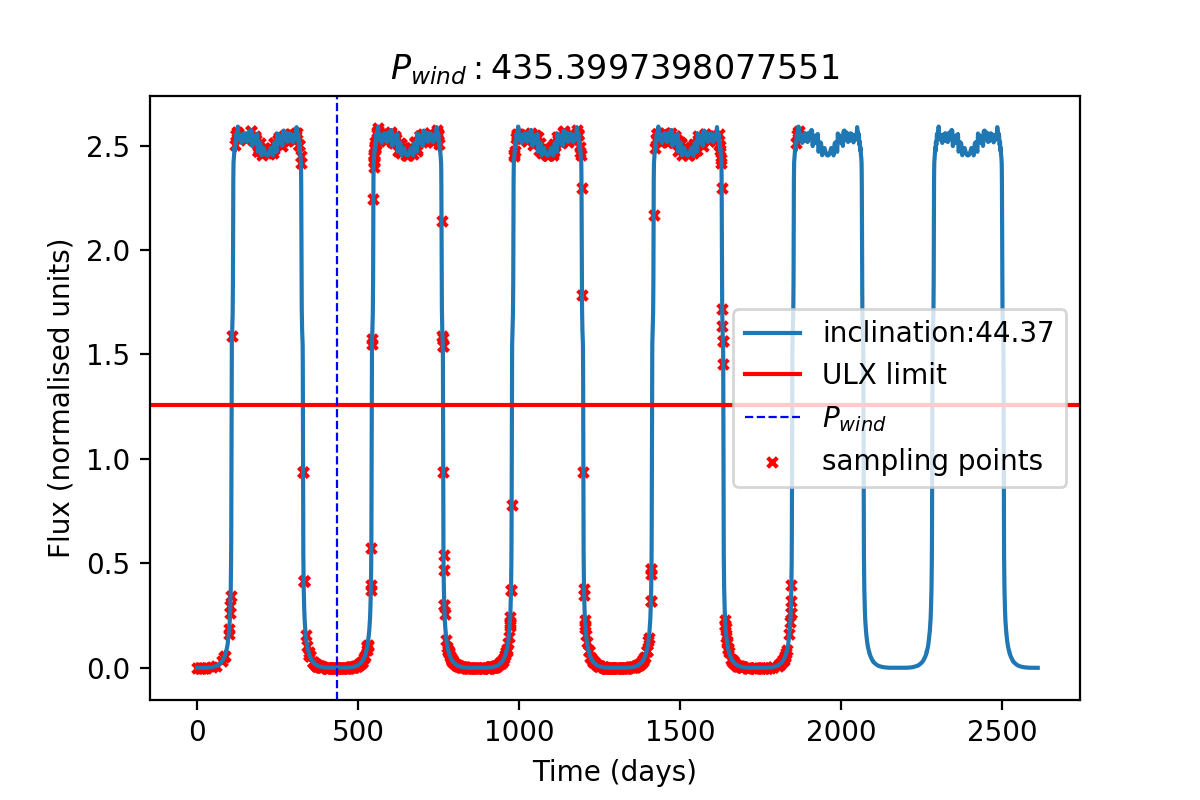 P_wind : 435.3997398077551
Flux (normalised units)
2.5
2.0
1.5
1.0
0.5
0.0
inclination:44.37
ULX limit
P_wind
sampling points
0 500 1000 1500 2000 2500
Time (days)